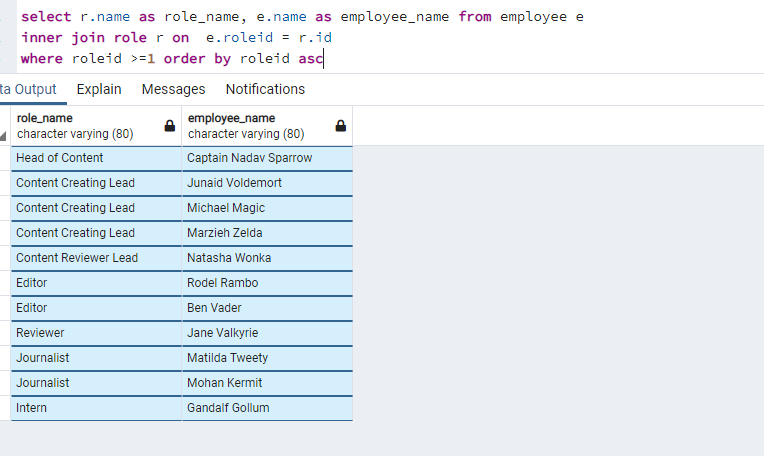 select r.name as role_name, e.name as employee_name from employee e
inner join role r on  e.roleid = r.id
where roleid >=1 order by roleid asc
ta Output Explain Messages Notifications
role_name employee_name
character varying (80) character varying (80)
Head of Content Captain Nadav Sparrow
Content Creating Lead Junaid Voldemort
Content Creating Lead Michael Magic
Content Creating Lead Marzieh Zelda
Content Reviewer Lead Natasha Wonka
Editor Rodel Rambo
Editor Ben Vader
Reviewer Jane Valkyrie
Journalist Matilda Tweety
Journalist Mohan Kermit
Intern Gandalf Gollum